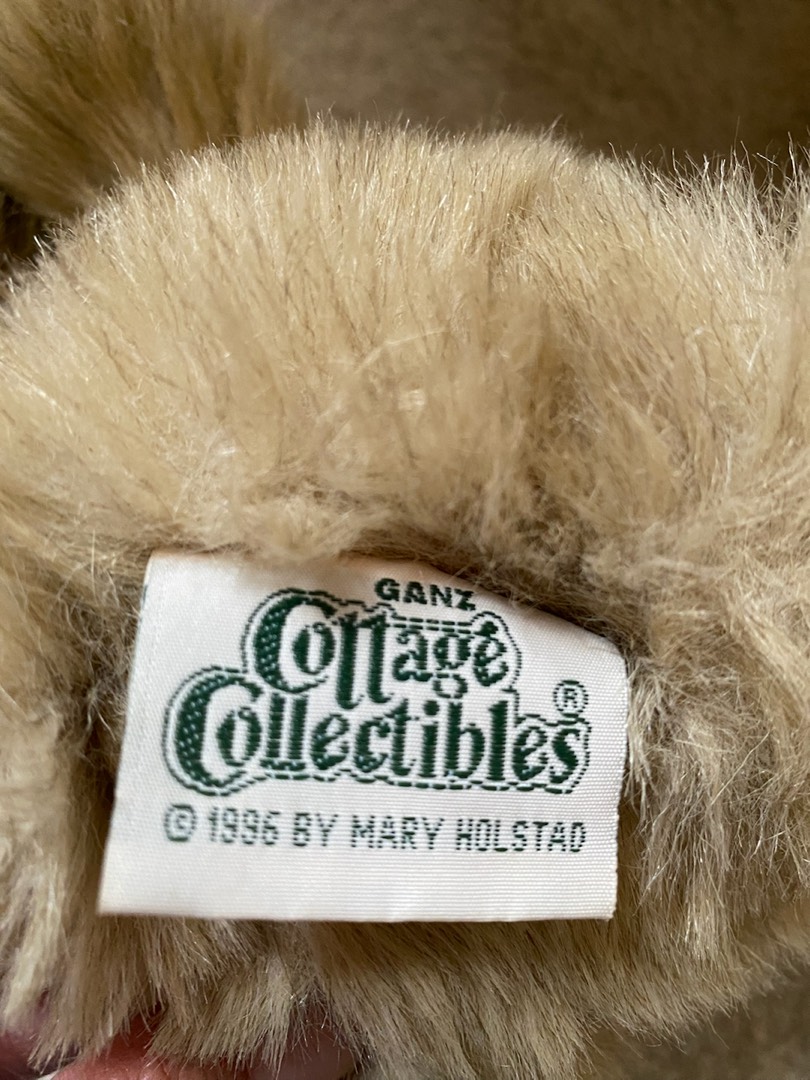 GANZ
Cottage
Collectibles®
© 1996 BY MARY HOLSTAD